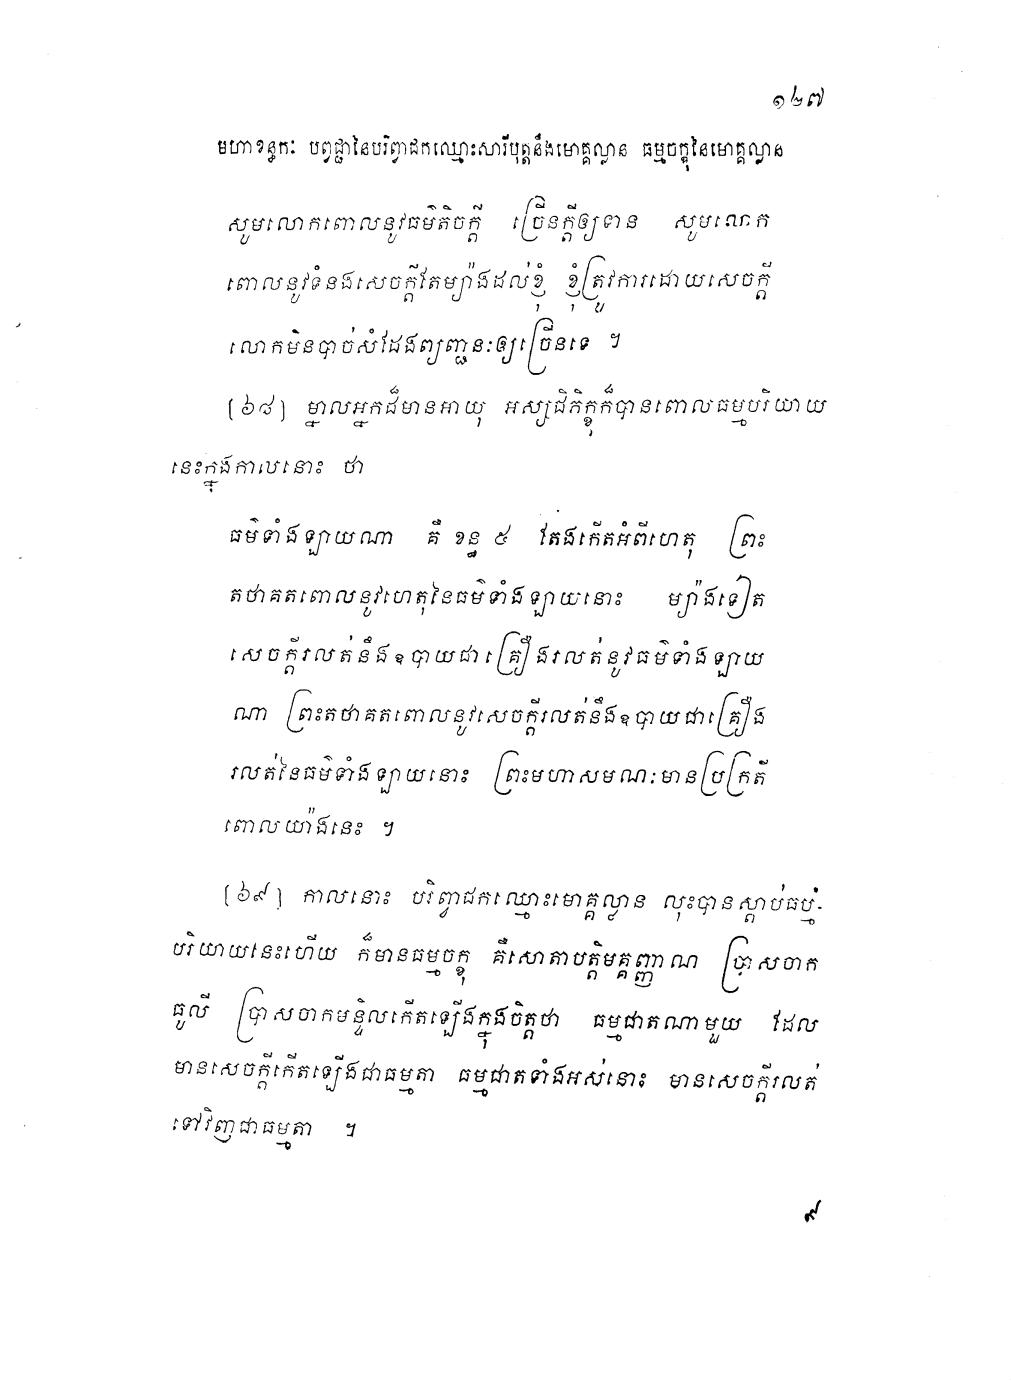 ១២៧
មហាខន្ធកៈ បព្វជ្ជានៃបរិព្វាជកឈ្មោះសារីបុត្តនឹងមោគ្គល្លាន ធម្មចក្ខុនៃមោគ្គល្លាន
សូមលោកពោលនូវធម៌តិចក្តី ច្រើនក្តីឲ្យទាន សូមលោក
ពោលនូវទំនងសេចក្តីតែម្យ៉ាងដល់ខ្ញុំ ខ្ញុំត្រូវការដោយសេចក្តី
លោកមិនបាច់សំដែងព្យញ្ជនៈឲ្យច្រើនទេ ។
(៦៨) ម្នាលអ្នកដ៏មានអាយុ អស្សជិភិក្ខុក៏បានពោលធម្មបរិយាយ
នេះក្នុងកាលនោះ ថា
ធម៌ទាំងឡាយណា គឺ ខន្ធ ៥ តែងកើតអំពីហេតុ ព្រះ
តថាគតពោលនូវហេតុនៃធម៌ទាំងឡាយនោះ ម្យ៉ាងទៀត
សេចក្តីរលត់នឹងឧបាយជាគ្រឿងរលត់នូវធម៌ទាំងឡាយ
ណា ព្រះតថាគតពោលនូវសេចក្តីរលត់នឹងឧបាយជាគ្រឿង
រលត់នៃធម៌ទាំងឡាយនោះ ព្រះមហាសមណៈមានប្រក្រតី
ពោលយ៉ាងនេះ ។
(៦៩) កាលនោះ បរិព្វាជកឈ្មោះមោគ្គល្លាន លុះបានស្តាប់ធម្ម-
បរិយាយនេះហើយ ក៏មានធម្មចក្ខុ គឺសោតាបត្តិមគ្គញ្ញាណ ប្រាសចាក
ធូលី ប្រាសចាកមន្ទិលកើតឡើងក្នុងចិត្តថា ធម្មជាតណាមួយ ដែល
មានសេចក្តីកើតឡើងជាធម្មតា ធម្មជាតទាំងអស់នោះ មានសេចក្តីរលត់
ទៅវិញជាធម្មតា ។
៩